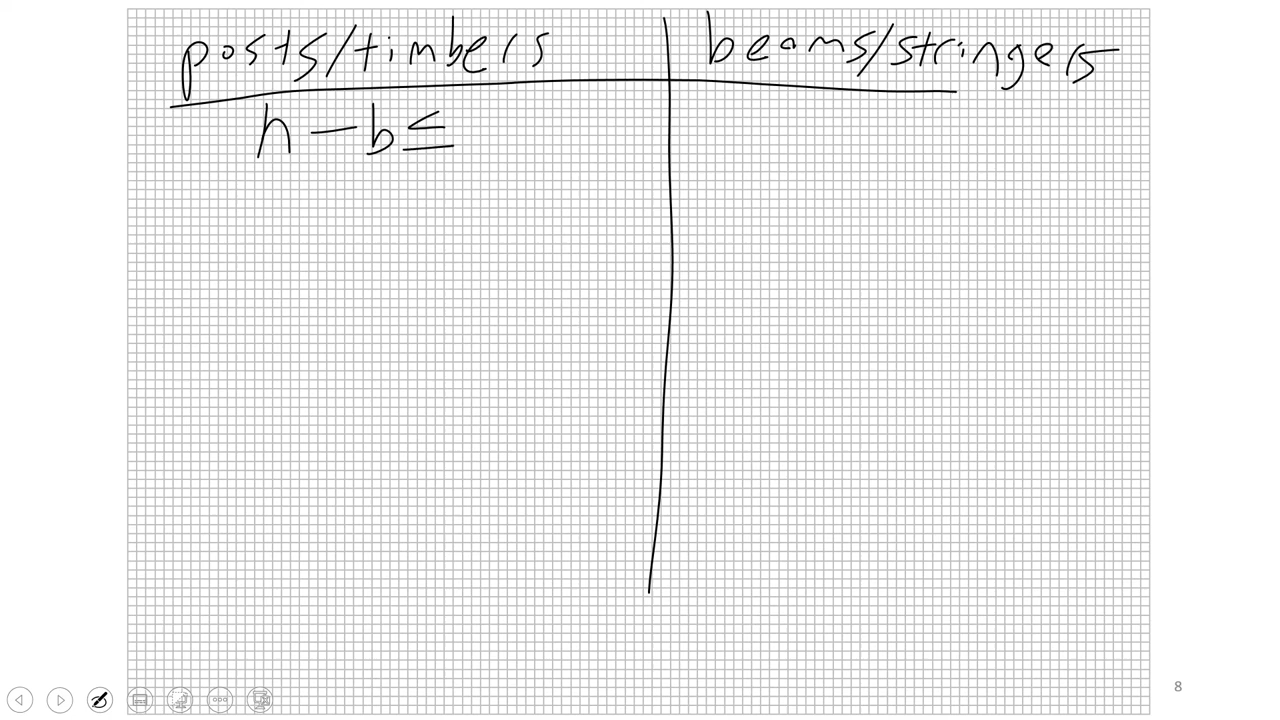 posts/timbers
beams/stringers
h - b ≤
8